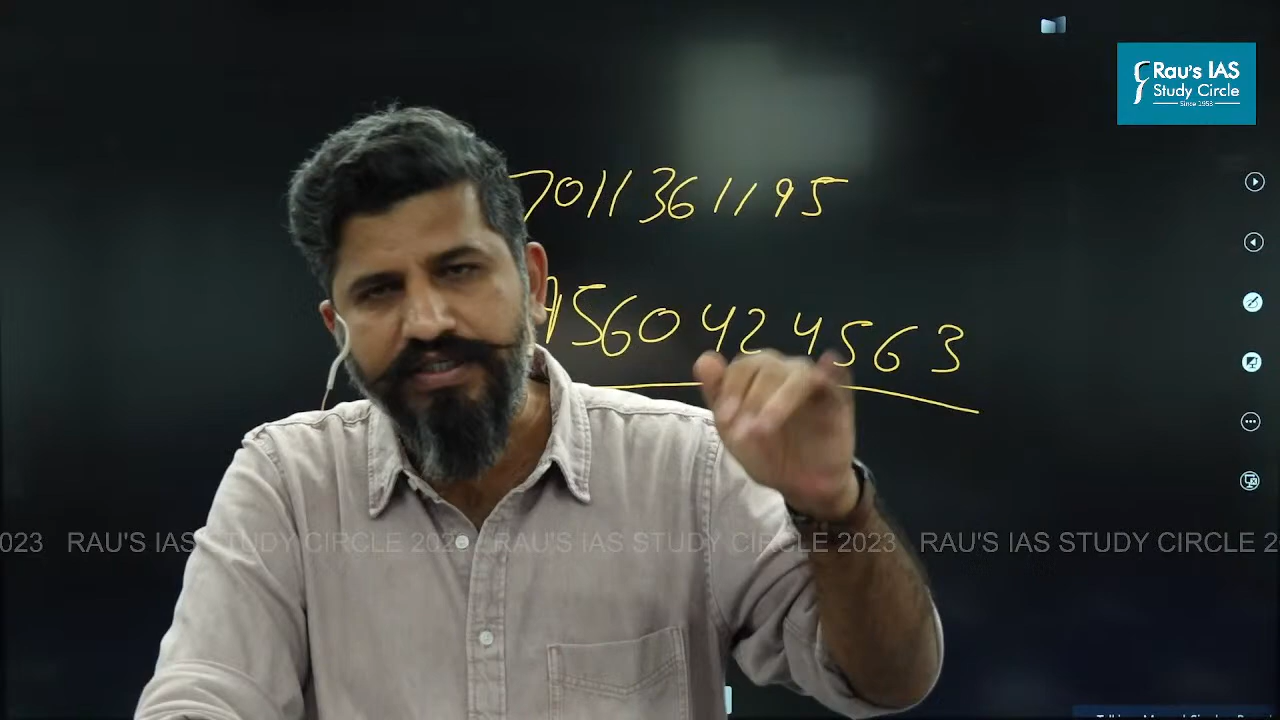 Rau's IAS
Study Circle
Since 1953
7011361195
9560424563
023 RAU'S IAS STUDY CIRCLE 2023 RAU'S IAS STUDY CIRCLE 2023 RAU'S IAS STUDY CIRCLE 2